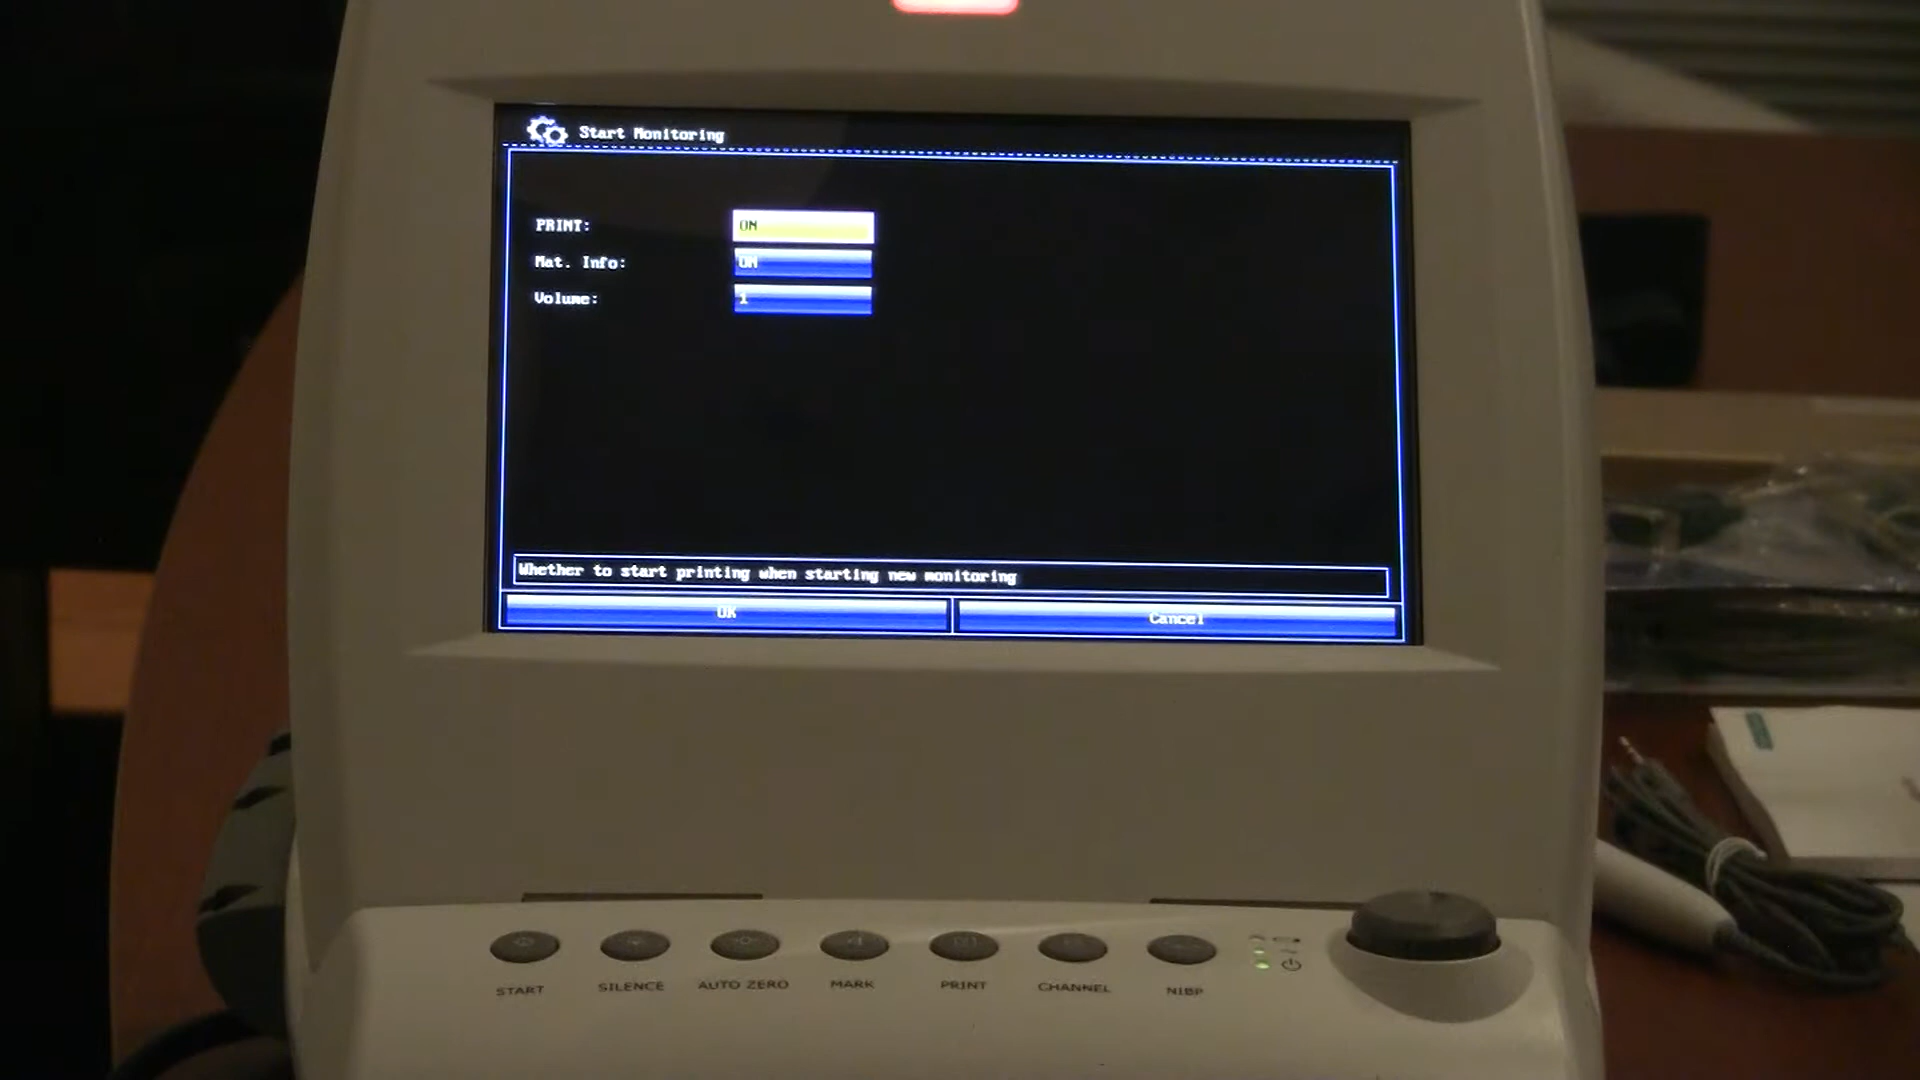 Start Monitoring
PRINT: ON
Mat. Info: ON
Volume: 1
Whether to start printing when starting new monitoring
OK Cancel
START SILENCE AUTO ZERO MARK PRINT CHANNEL NIBP